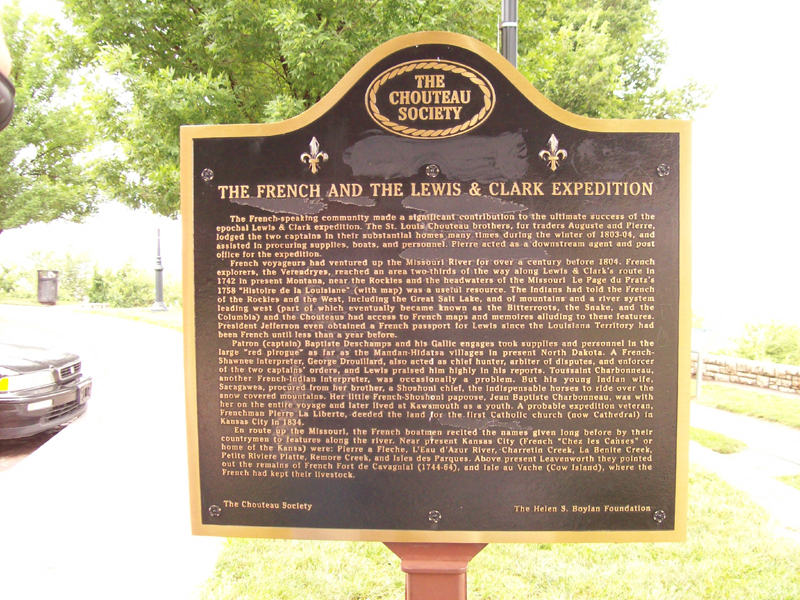 THE
CHOUTEAU
SOCIETY
THE FRENCH AND THE LEWIS & CLARK EXPEDITION
The French-speaking community made a significant contribution to the ultimate success of the
epochal Lewis & Clark expedition. The St. Louis Chouteau brothers, fur traders Auguste and Pierre,
lodged the two captains in their substantial homes many times during the winter of 1803-04, and
assisted in procuring supplies, boats, and personnel. Pierre acted as a downstream agent and post
office for the expedition.
French voyageurs had ventured up the Missouri River for over a century before 1804. French
explorers, the Verendryes, reached an area two-thirds of the way along Lewis & Clark's route in
1742 in present Montana, near the Rockies and the headwaters of the Missouri. Le Page du Pratz's
1758 "Histoire de la Louisiane" (with map) was a useful resource. The Indians had told the French
of the Rockies and the West, including the Great Salt Lake, and of mountains and a river system
leading west (part of which eventually became known as the Bitterroots, the Snake, and the
Columbia) and the Chouteaus had access to French maps and memoires alluding to these features.
President Jefferson even obtained a French passport for Lewis since the Louisiana Territory had
been French until less than a year before.
Patron (captain) Baptiste Deschamps and his Gallic engages took supplies and personnel in the
large "red pirogue" as far as the Mandan-Hidatsa villages in present North Dakota. A French-
Shawnee interpreter, George Drouillard, also acted as chief hunter, arbiter of disputes, and enforcer
of the two captains' orders, and Lewis praised him highly in his reports. Toussaint Charbonneau,
another French-Indian interpreter, was occasionally a problem. But his young Indian wife,
Sacagawea, procured from her brother, a Shoshoni chief, the indispensable horses to ride over the
snow covered mountains. Her little French-Shoshoni papoose, Jean Baptiste Charbonneau, was with
her on the entire voyage and later lived at Kawsmouth as a youth. A probable expedition veteran,
Frenchman Pierre La Liberte, deeded the land for the first Catholic church (now Cathedral) in
Kansas City in 1834.
En route up the Missouri, the French boatmen recited the names given long before by their
countrymen to features along the river. Near present Kansas City (French "Chez les Canses" or
home of the Kansa) were: Pierre a Fleche, L'Eau d'Azur River, Charretin Creek, La Benite Creek,
Petite Riviere Platte, Remore Creek, and Isles des Parques. Above present Leavenworth they pointed
out the remains of French Fort de Cavagnial (1744-64), and Isle au Vache (Cow Island), where the
French had kept their livestock.
The Chouteau Society
The Helen S. Boylan Foundation